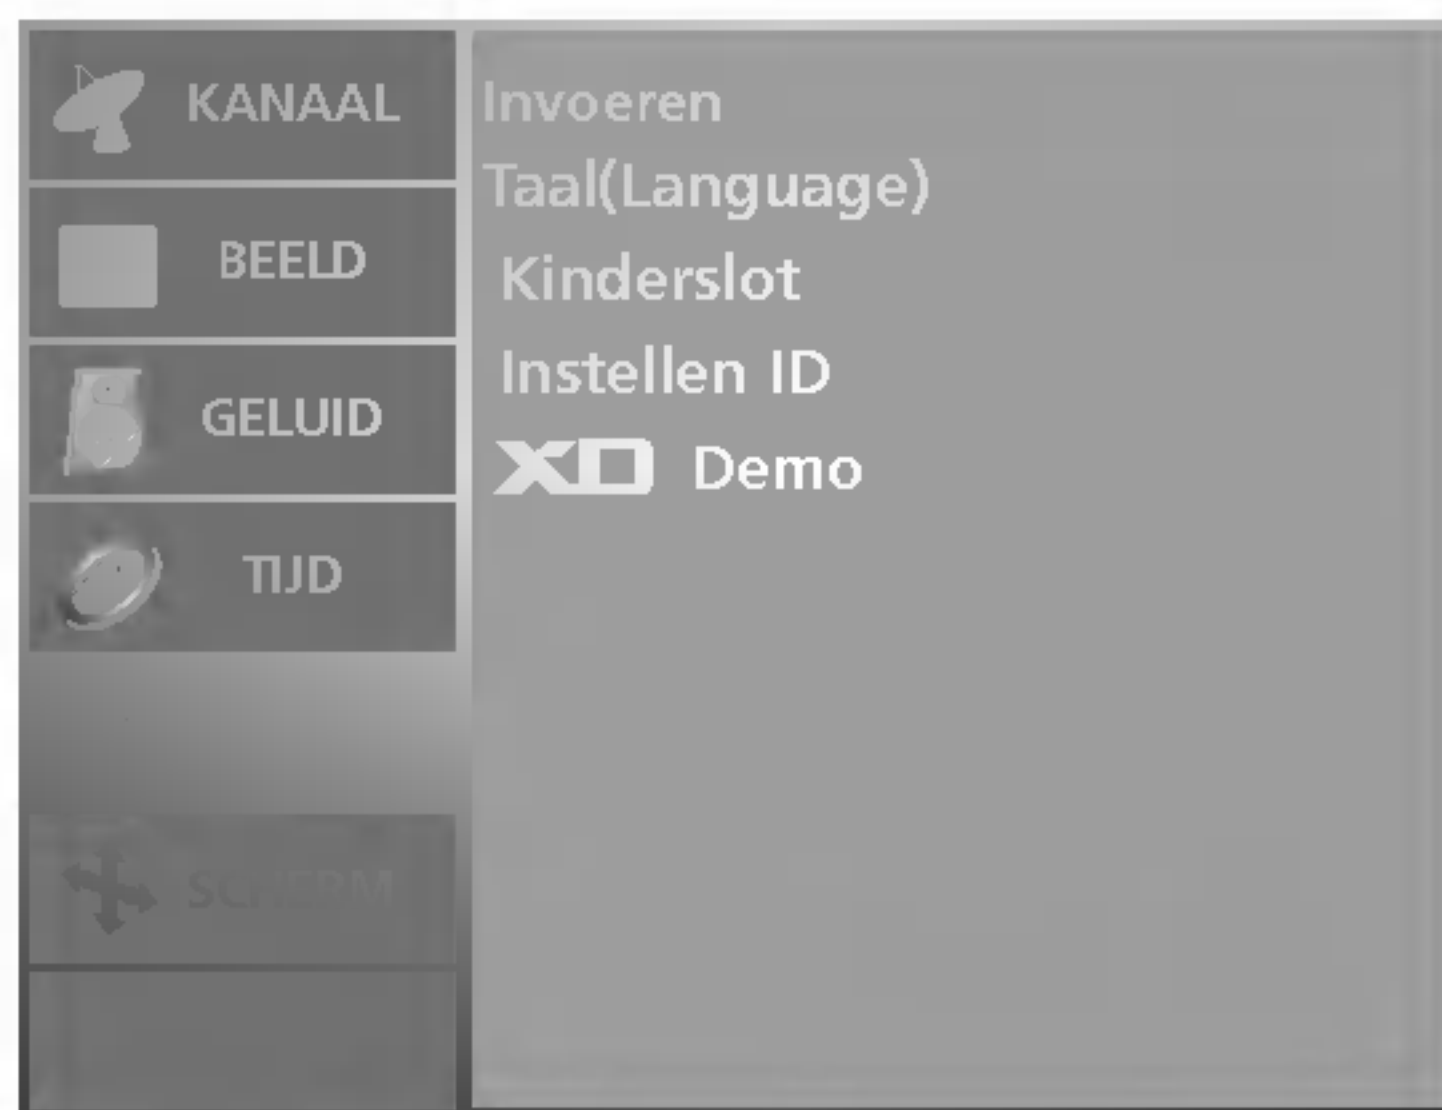 KANAAL
BEELD
GELUID
TIJD
SCHERM
Invoeren
Taal(Language)
Kinderslot
Instellen ID
XD Demo